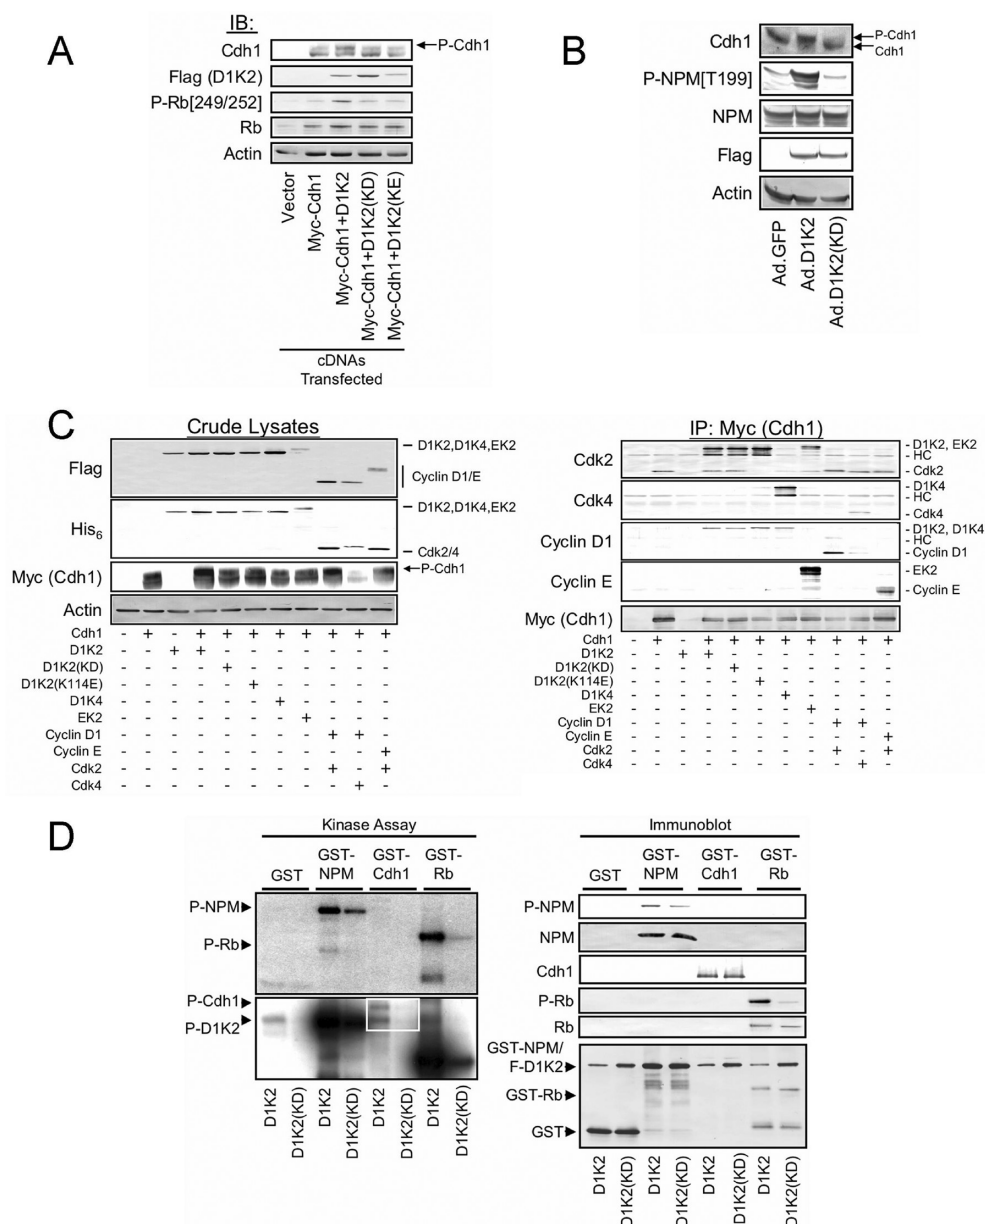 A
IB:
Cdh1
P-Cdh1
Flag (D1K2)
P-Rb[249/252]
Rb
Actin
Vector
Myc-Cdh1
Myc-Cdh1+D1K2
Myc-Cdh1+D1K2(KD)
Myc-Cdh1+D1K2(KE)
cDNAs
Transfected
B
Cdh1
P-Cdh1
Cdh1
P-NPM[T199]
NPM
Flag
Actin
Ad.GFP
Ad.D1K2
Ad.D1K2(KD)
C
Crude Lysates
Flag
D1K2,D1K4,EK2
Cyclin D1/E
His6
D1K2,D1K4,EK2
Cdk2/4
Myc (Cdh1)
P-Cdh1
Actin
Cdh1 - + - + + + + + + + +
D1K2 - - + + - - - - - - -
D1K2(KD) - - - - + - - - - - -
D1K2(K114E) - - - - - + - - - - -
D1K4 - - - - - - + - - - -
EK2 - - - - - - - + - - -
Cyclin D1 - - - - - - - - + + -
Cyclin E - - - - - - - - - - +
Cdk2 - - - - - - - - + - +
Cdk4 - - - - - - - - - + -
IP: Myc (Cdh1)
Cdk2
D1K2, EK2
HC
Cdk2
Cdk4
D1K4
HC
Cdk4
Cyclin D1
D1K2, D1K4
HC
Cyclin D1
Cyclin E
EK2
Cyclin E
Myc (Cdh1)
Cdh1 - + - + + + + + + + +
D1K2 - - + + - - - - - - -
D1K2(KD) - - - - + - - - - - -
D1K2(K114E) - - - - - + - - - - -
D1K4 - - - - - - + - - - -
EK2 - - - - - - - + - - -
Cyclin D1 - - - - - - - - + + -
Cyclin E - - - - - - - - - - +
Cdk2 - - - - - - - - + - +
Cdk4 - - - - - - - - - + -
D
Kinase Assay
GST
GST-NPM
GST-Cdh1
GST-Rb
P-NPM
P-Rb
P-Cdh1
P-D1K2
D1K2
D1K2(KD)
D1K2
D1K2(KD)
D1K2
D1K2(KD)
D1K2
D1K2(KD)
Immunoblot
GST
GST-NPM
GST-Cdh1
GST-Rb
P-NPM
NPM
Cdh1
P-Rb
Rb
GST-NPM/
F-D1K2
GST-Rb
GST
D1K2
D1K2(KD)
D1K2
D1K2(KD)
D1K2
D1K2(KD)
D1K2
D1K2(KD)